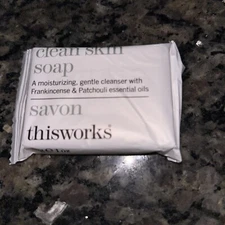 clean skin
soap
A moisturizing, gentle cleanser with
Frankincense & Patchouli essential oils
savon
thisworks®